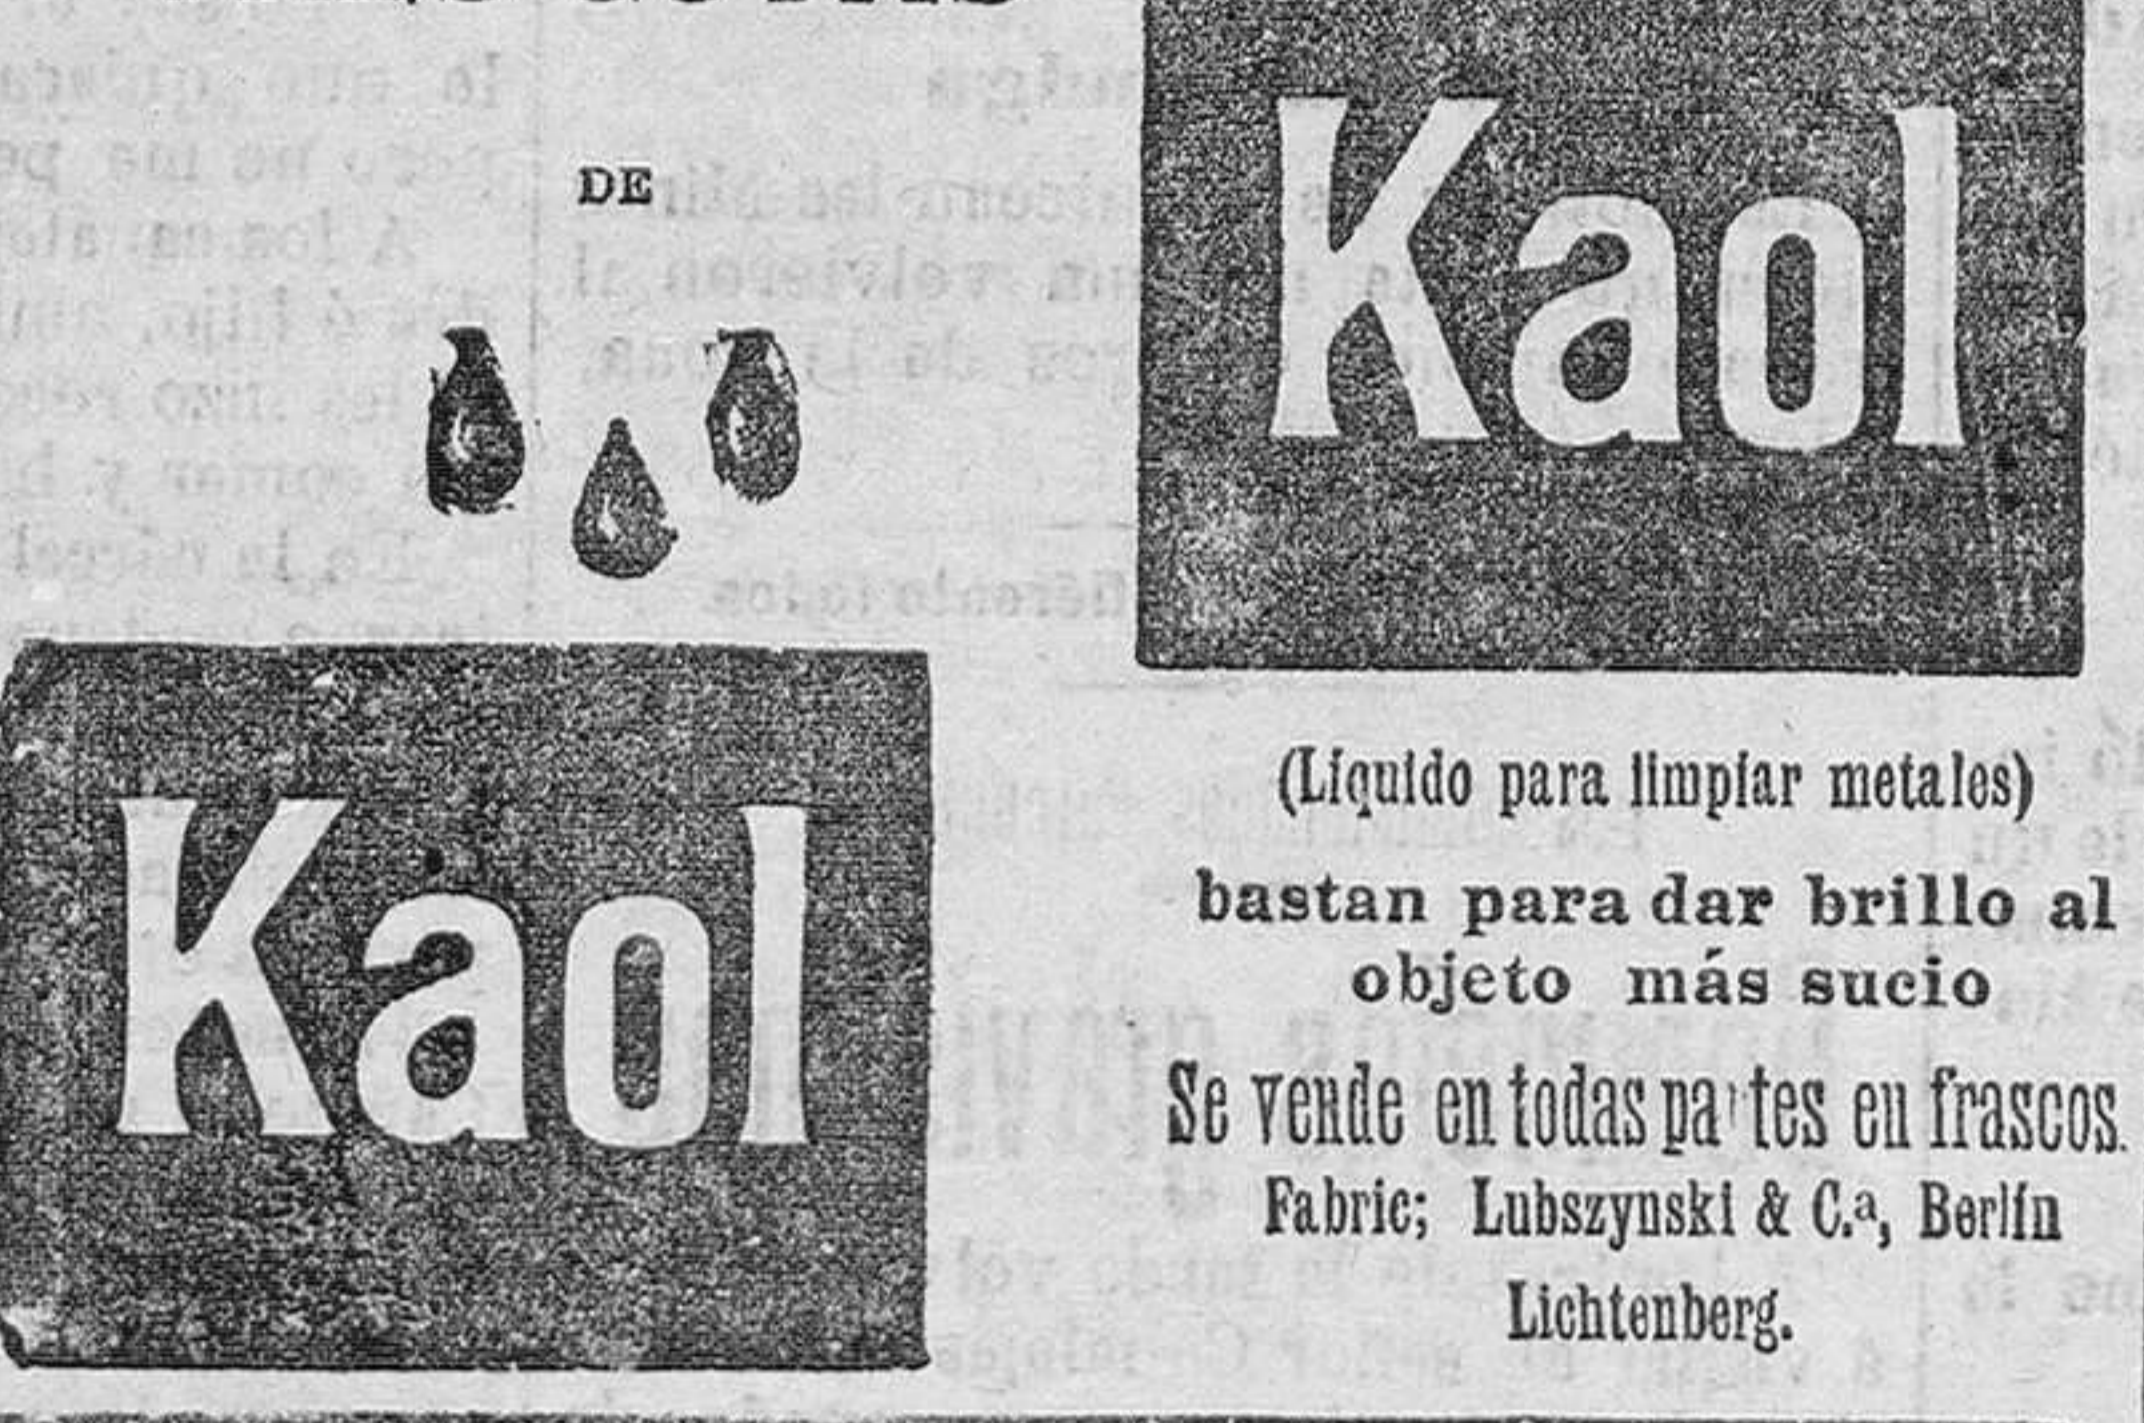 DE
Kaol
Kaol
(Líquido para limpiar metales)
bastan para dar brillo al
objeto más sucio
Se vende en todas partes en frascos.
Fabric; Lubszynski & C.ª, Berlín
Lichtenberg.